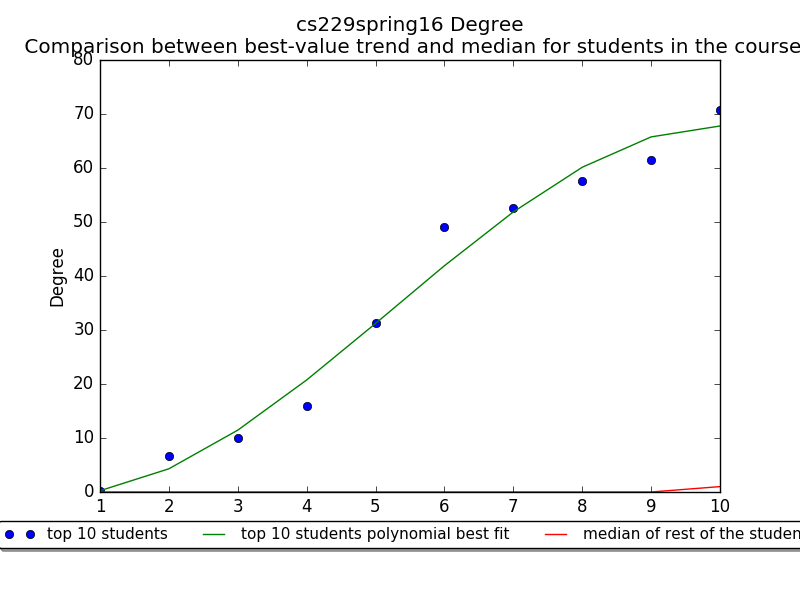 cs229spring16 Degree
Comparison between best-value trend and median for students in the course
80
70
60
50
40
30
20
10
0
Degree
1 2 3 4 5 6 7 8 9 10
top 10 students top 10 students polynomial best fit median of rest of the studen